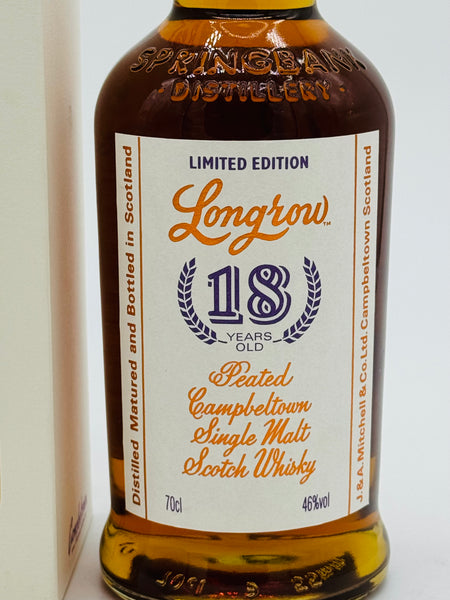 SPRINGBANK
· DISTILLERY ·
LIMITED EDITION
Longrow™
18
YEARS
OLD
Peated
Campbeltown
Single Malt
Scotch Whisky
70cl
46%vol
Distilled Matured and Bottled in Scotland
J.&A.Mitchell & Co.Ltd. Campbeltown Scotland